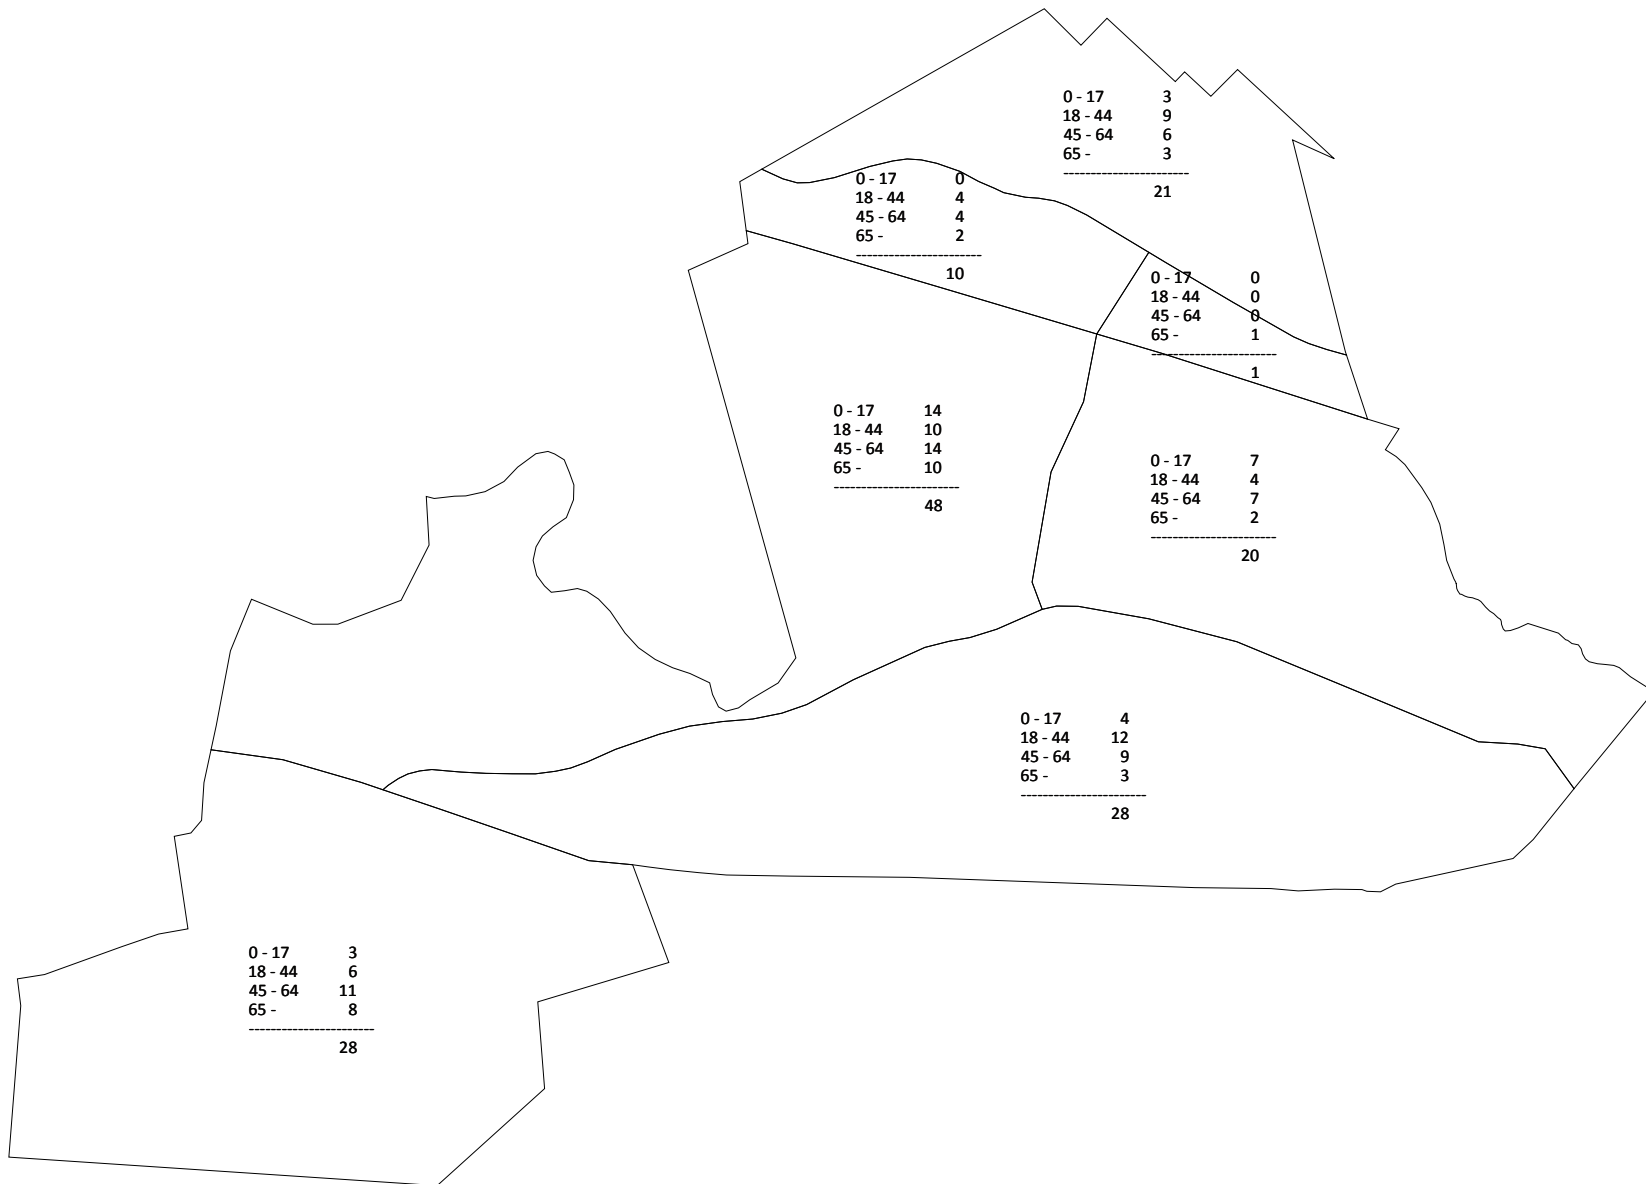 0 - 17 3
18 - 44 9
45 - 64 6
65 - 3
-----------------------
21
0 - 17 0
18 - 44 4
45 - 64 4
65 - 2
-----------------------
10
0 - 17 0
18 - 44 0
45 - 64 0
65 - 1
-----------------------
1
0 - 17 14
18 - 44 10
45 - 64 14
65 - 10
-----------------------
48
0 - 17 7
18 - 44 4
45 - 64 7
65 - 2
-----------------------
20
0 - 17 4
18 - 44 12
45 - 64 9
65 - 3
-----------------------
28
0 - 17 3
18 - 44 6
45 - 64 11
65 - 8
-----------------------
28